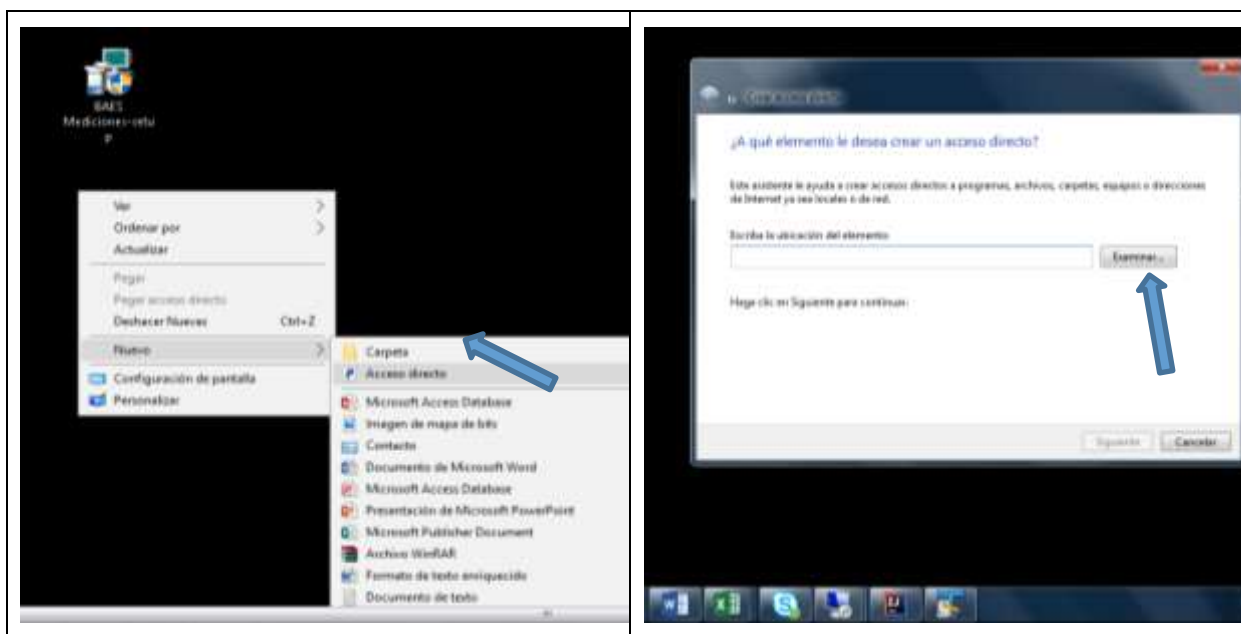 BAES
Mediciones-setu
p
Ver
Ordenar por
Actualizar
Pegar
Pegar acceso directo
Deshacer Nuevas Ctrl+Z
Nuevo
Configuración de pantalla
Personalizar
Carpeta
Acceso directo
Microsoft Access Database
Imagen de mapa de bits
Contacto
Documento de Microsoft Word
Microsoft Access Database
Presentación de Microsoft PowerPoint
Microsoft Publisher Document
Archivo WinRAR
Formato de texto enriquecido
Documento de texto
Crear acceso directo
¿A qué elemento le desea crear un acceso directo?
Este asistente le ayuda a crear accesos directos a programas, archivos, carpetas, equipos o direcciones
de Internet ya sea locales o de red.
Escriba la ubicación del elemento:
Examinar...
Haga clic en Siguiente para continuar.
Siguiente Cancelar